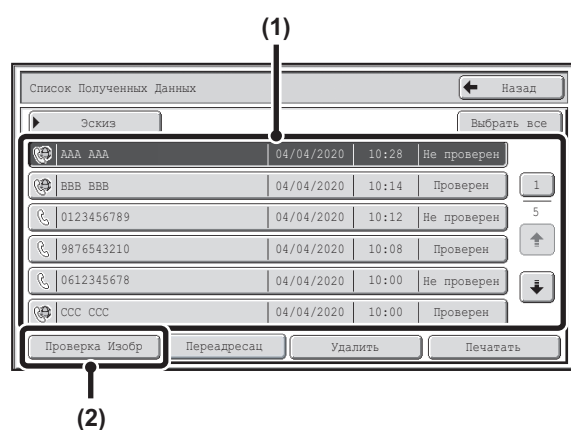 (1)
Список Полученных Данных
Назад
Эскиз
Выбрать все
AAA AAA 04/04/2020 10:28 Не проверен
BBB BBB 04/04/2020 10:14 Проверен
1
0123456789 04/04/2020 10:12 Не проверен
5
9876543210 04/04/2020 10:08 Проверен
0612345678 04/04/2020 10:00 Не проверен
CCC CCC 04/04/2020 10:00 Проверен
Проверка Изобр Переадресац Удалить Печатать
(2)